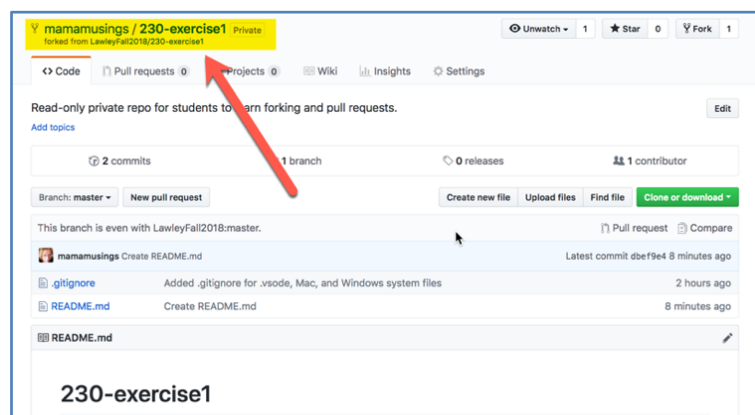 mamamusings / 230-exercise1 Private
forked from LawleyFall2018/230-exercise1
Unwatch 1 Star 0 Fork 1
Code Pull requests 0 Projects 0 Wiki Insights Settings
Read-only private repo for students to learn forking and pull requests. Edit
Add topics
2 commits 1 branch 0 releases 1 contributor
Branch: master New pull request Create new file Upload files Find file Clone or download
This branch is even with LawleyFall2018:master. Pull request Compare
mamamusings Create README.md Latest commit dbef9e4 8 minutes ago
.gitignore Added .gitignore for .vsode, Mac, and Windows system files 2 hours ago
README.md Create README.md 8 minutes ago
README.md
230-exercise1